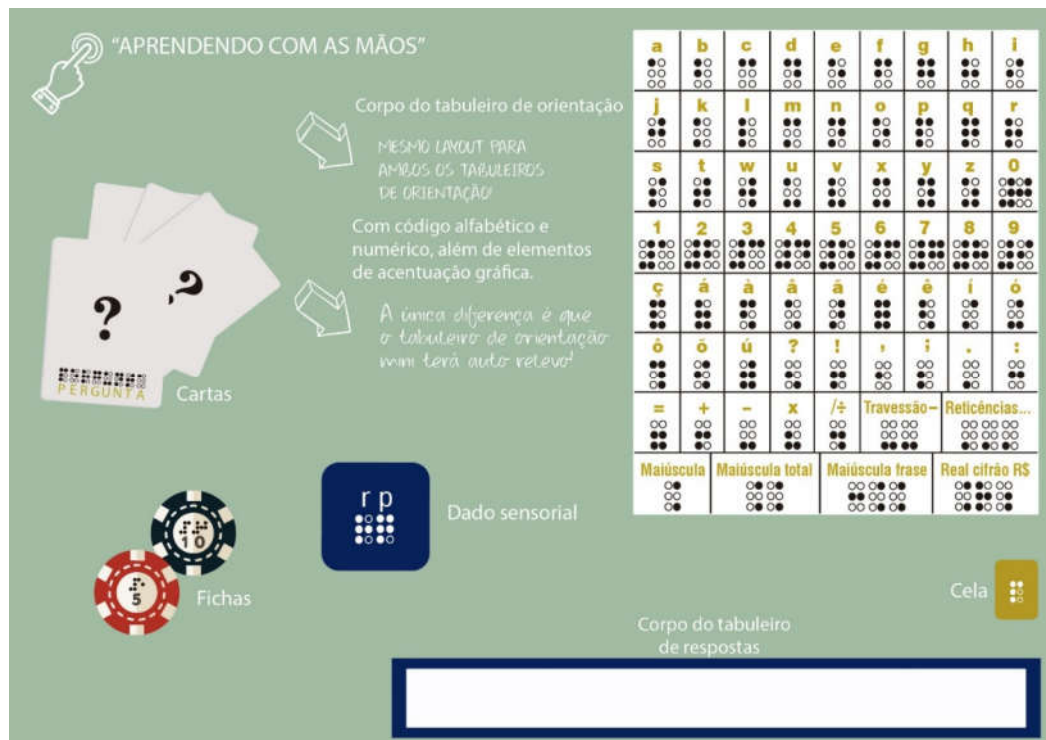 “APRENDENDO COM AS MÃOS”
Corpo do tabuleiro de orientação
MESMO LAYOUT PARA
AMBOS OS TABULEIROS
DE ORIENTAÇÃO!
Com código alfabético e
numérico, além de elementos
de acentuação gráfica.
A única diferença é que
o tabuleiro de orientação
mini terá auto relevo!
?
?
PERGUNTA
Cartas
r p
Dado sensorial
10
5
Fichas
a b c d e f g h i
j k l m n o p q r
s t w u v x y z 0
1 2 3 4 5 6 7 8 9
ç á à â ã é ê í ó
ô õ ú ? ! , ; . :
= + - x /÷ Travessão– Reticências...
Maiúscula Maiúscula total Maiúscula frase Real cifrão R$
Cela
Corpo do tabuleiro
de respostas